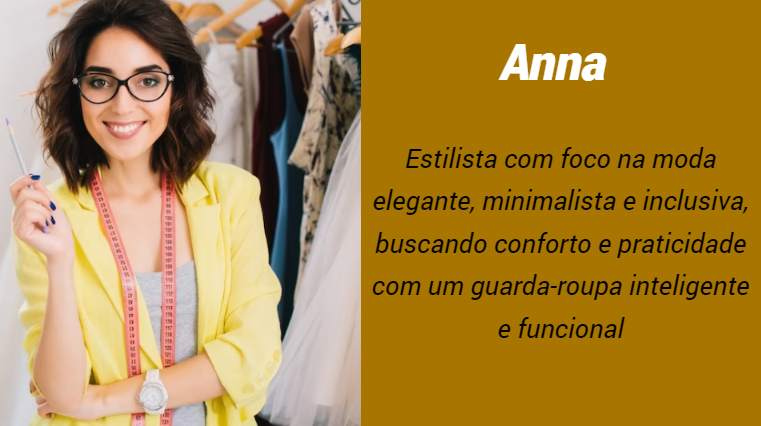 Anna
Estilista com foco na moda
elegante, minimalista e inclusiva,
buscando conforto e praticidade
com um guarda-roupa inteligente
e funcional